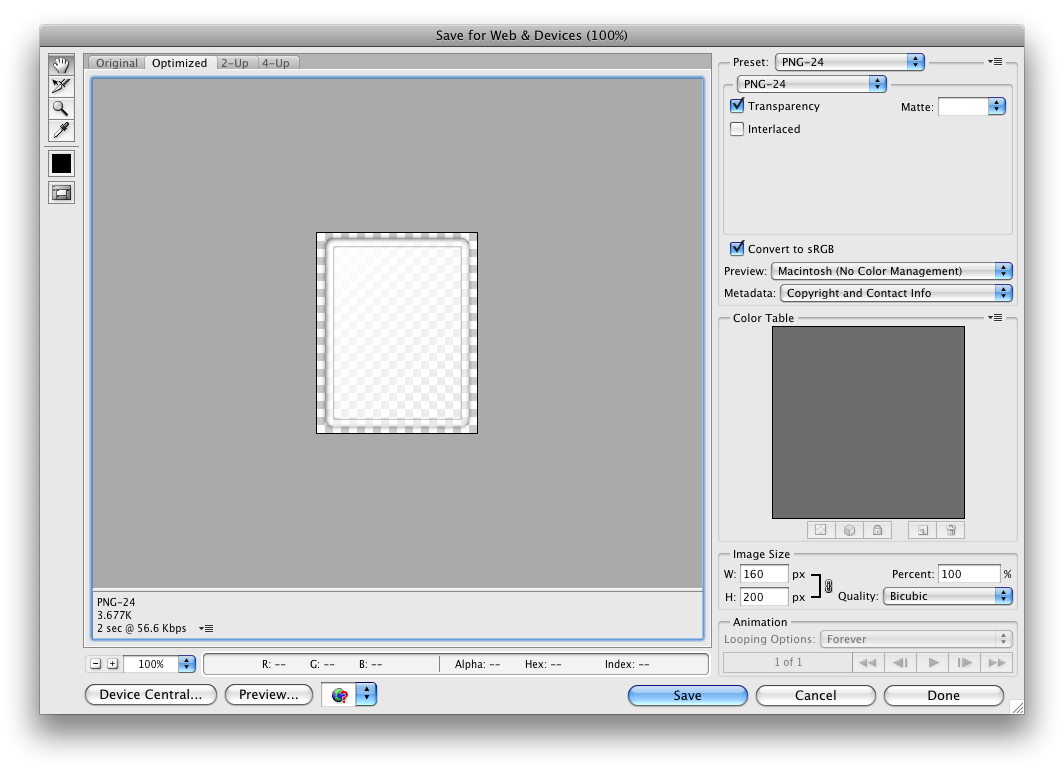 Save for Web & Devices (100%)
Original Optimized 2-Up 4-Up
Preset: PNG-24
PNG-24
Transparency Matte:
Interlaced
Convert to sRGB
Preview: Macintosh (No Color Management)
Metadata: Copyright and Contact Info
Color Table
Image Size
W: 160 px Percent: 100 %
H: 200 px Quality: Bicubic
PNG-24
3.677K
2 sec @ 56.6 Kbps
Animation
Looping Options: Forever
1 of 1
100% R: -- G: -- B: -- Alpha: -- Hex: -- Index: --
Device Central... Preview... Save Cancel Done